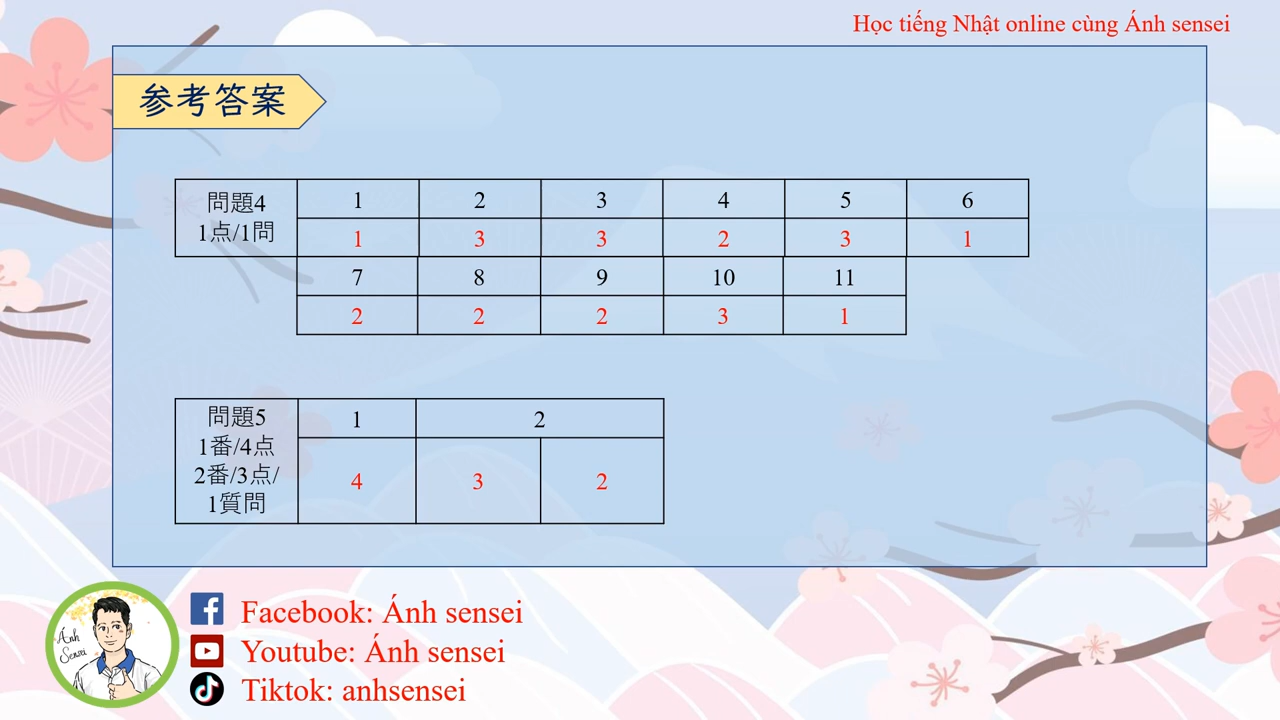 Học tiếng Nhật online cùng Ánh sensei
参考答案
問題4
1点/1問
1 2 3 4 5 6
1 3 3 2 3 1
7 8 9 10 11
2 2 2 3 1
問題5
1番/4点
2番/3点/
1質問
1 2
4 3 2
Ánh
Sensei
Facebook: Ánh sensei
Youtube: Ánh sensei
Tiktok: anhsensei